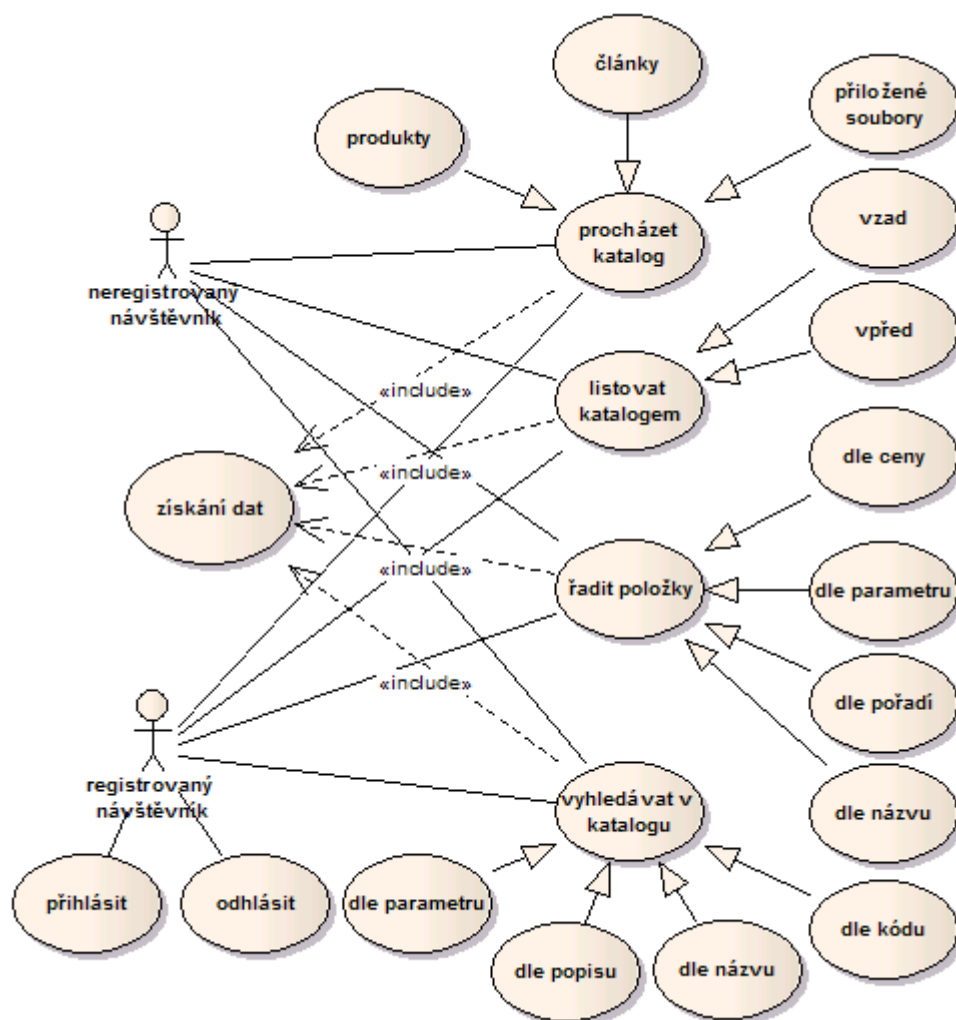 články
přiložené
soubory
produkty
vzad
procházet
katalog
neregistrovaný
návštěvník
vpřed
listovat
katalogem
«include»
dle ceny
«include»
získání dat
«include»
řadit položky
dle parametru
«include»
dle pořadí
registrovaný
návštěvník
vyhledávat v
katalogu
dle názvu
přihlásit
odhlásit
dle parametru
dle kódu
dle popisu
dle názvu